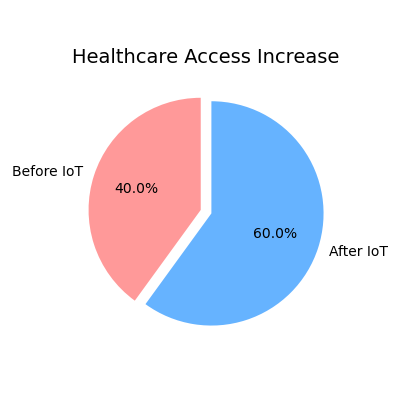 Healthcare Access Increase
Before IoT
40.0%
60.0%
After IoT